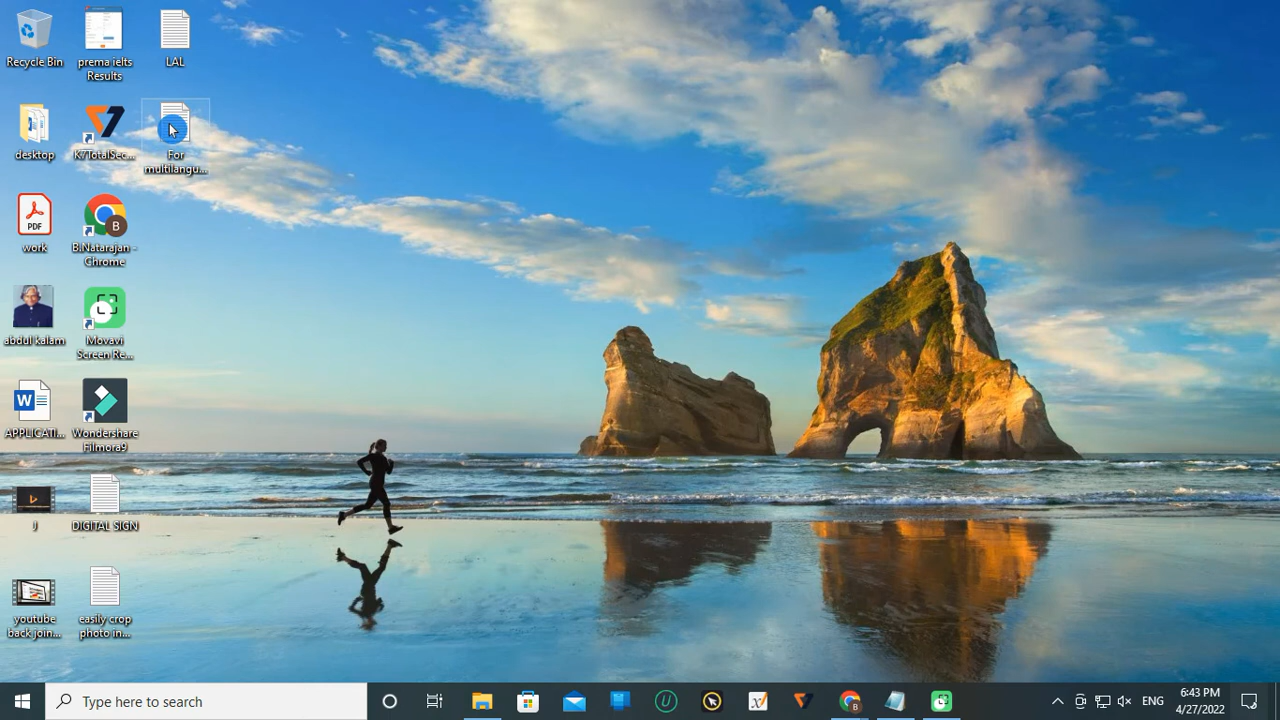 Recycle Bin
prema ielts
Results
LAL
desktop
K7TotalSec...
For
multilangu...
PDF
work
B
B.Natarajan -
Chrome
abdul kalam
Movavi
Screen Re...
W
APPLICATI...
Wondershare
Filmora9
J
DIGITAL SIGN
youtube
back join...
easily crop
photo in...
Type here to search
ENG
6:43 PM
4/27/2022